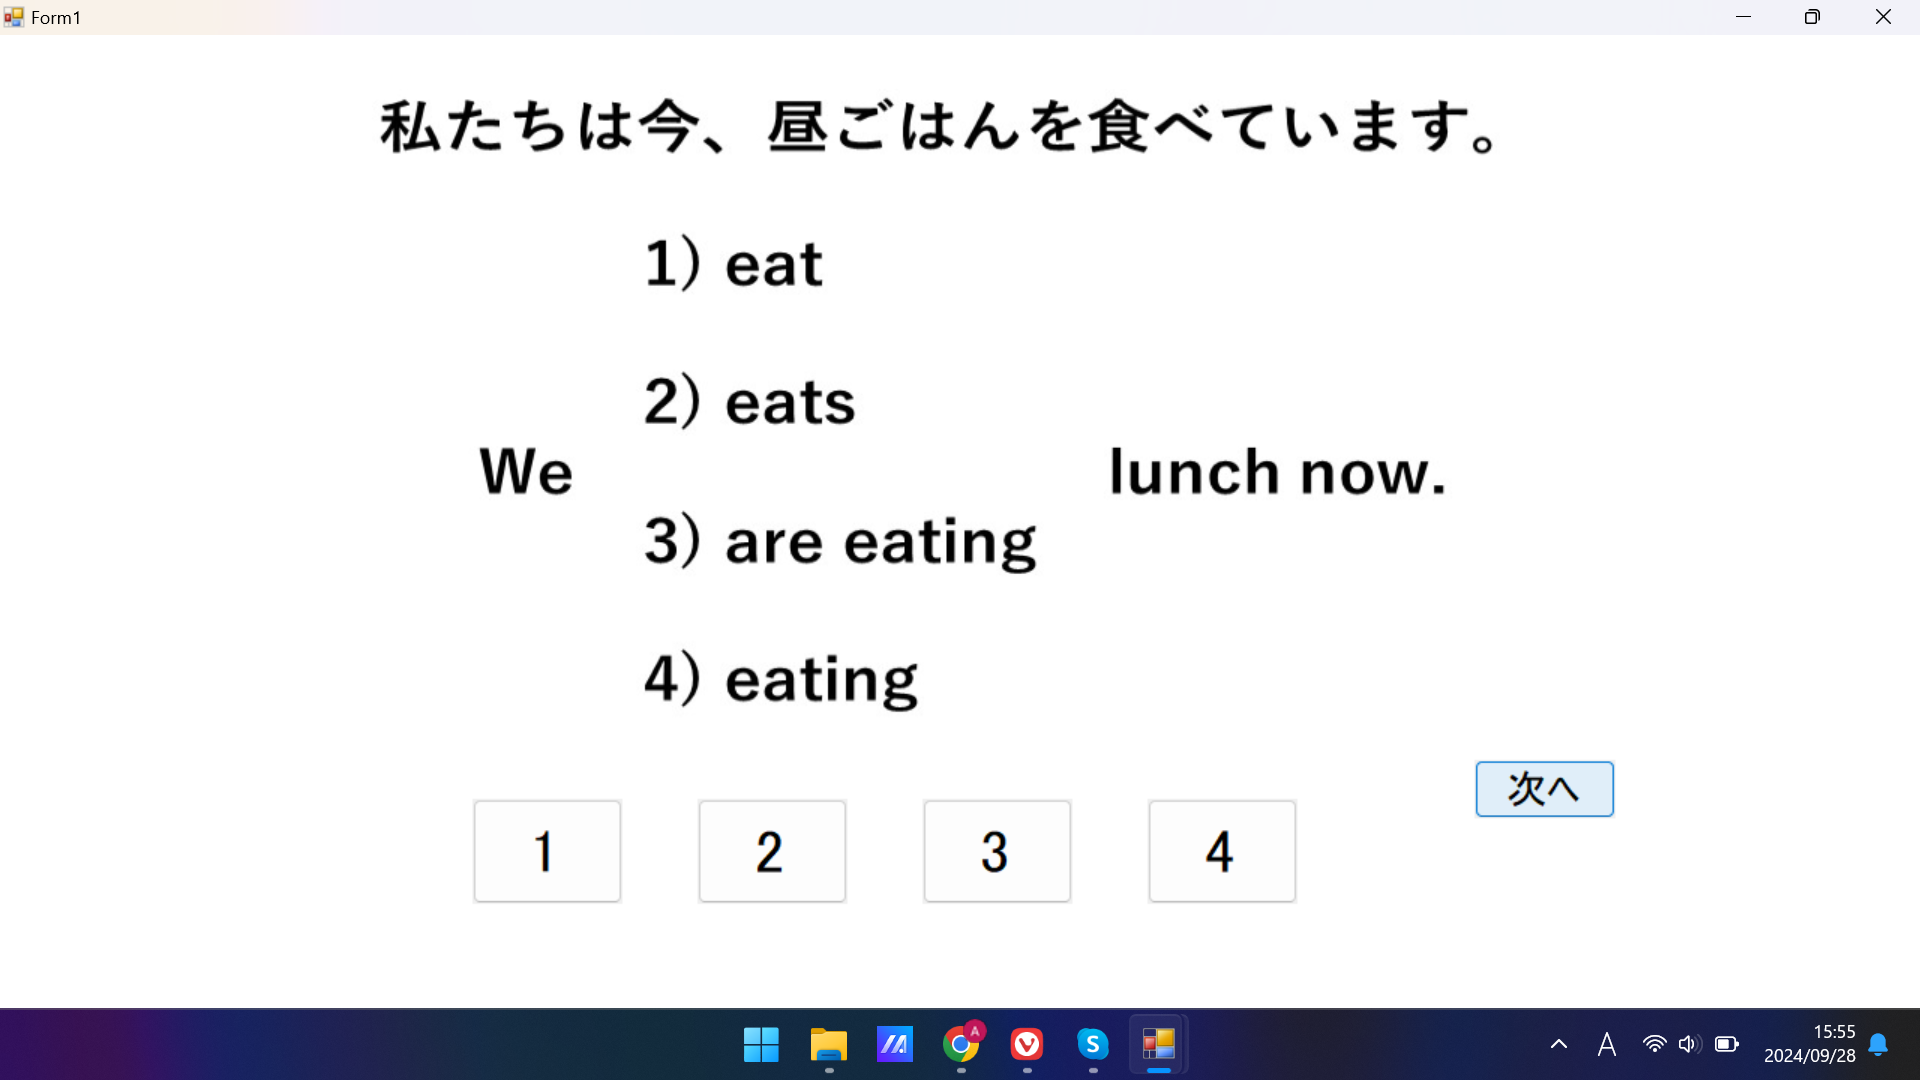 Form1
私たちは今、昼ごはんを食べています。
1) eat
2) eats
We
lunch now.
3) are eating
4) eating
次へ
1
2
3
4
A
S
A
15:55
2024/09/28